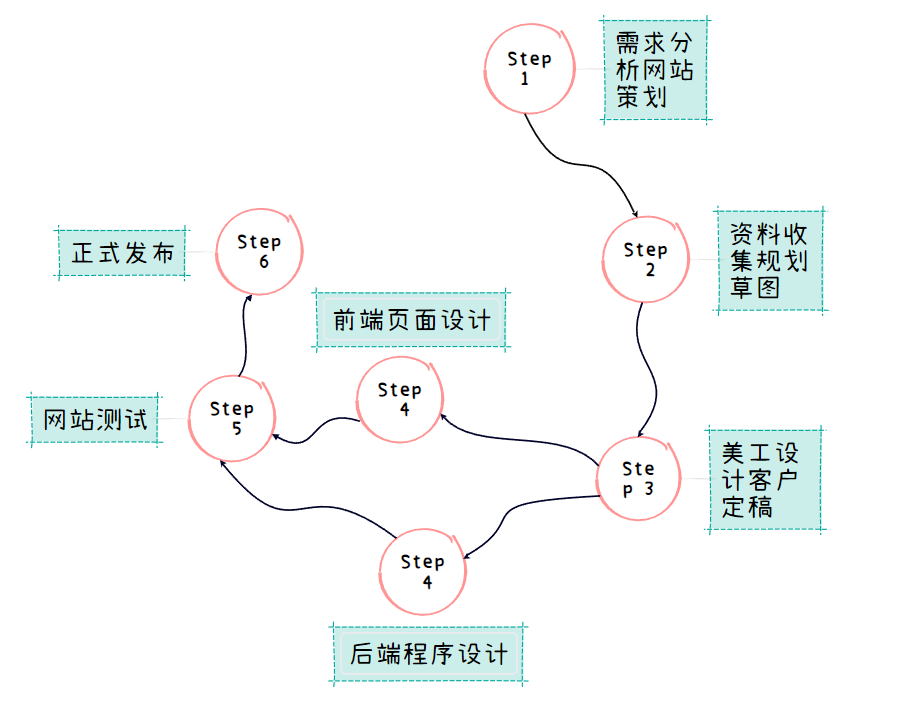 Step
1
需求分
析网站
策划
Step
2
资料收
集规划
草图
Ste
p 3
美工设
计客户
定稿
前端页面设计
Step
4
Step
4
后端程序设计
Step
5
网站测试
Step
6
正式发布